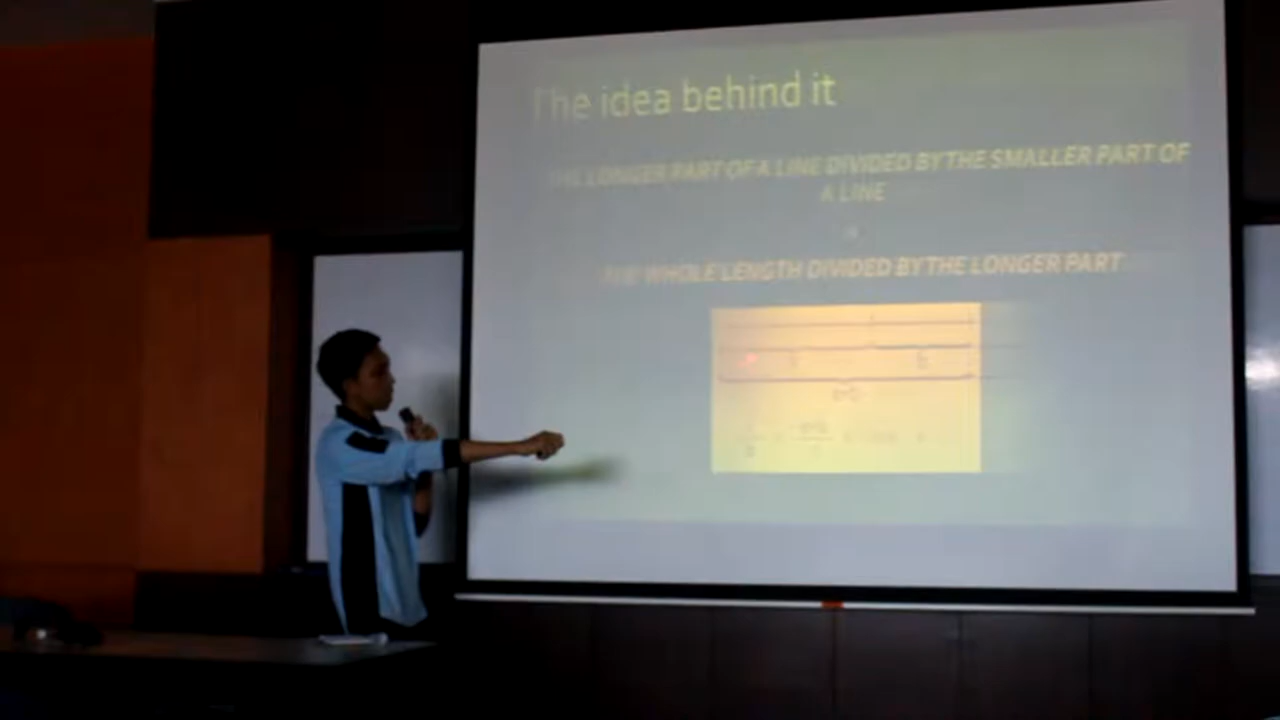 The idea behind it
THE LONGER PART OF A LINE DIVIDED BY THE SMALLER PART OF
A LINE
=
THE WHOLE LENGTH DIVIDED BY THE LONGER PART
a+b
a+b